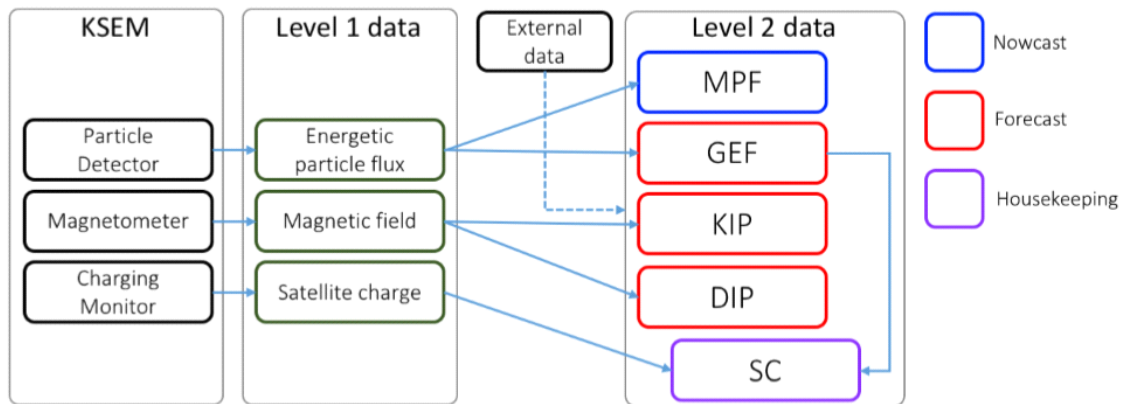 KSEM
Particle
Detector
Magnetometer
Charging
Monitor
Level 1 data
Energetic
particle flux
Magnetic field
Satellite charge
External
data
Level 2 data
MPF
GEF
KIP
DIP
SC
Nowcast
Forecast
Housekeeping